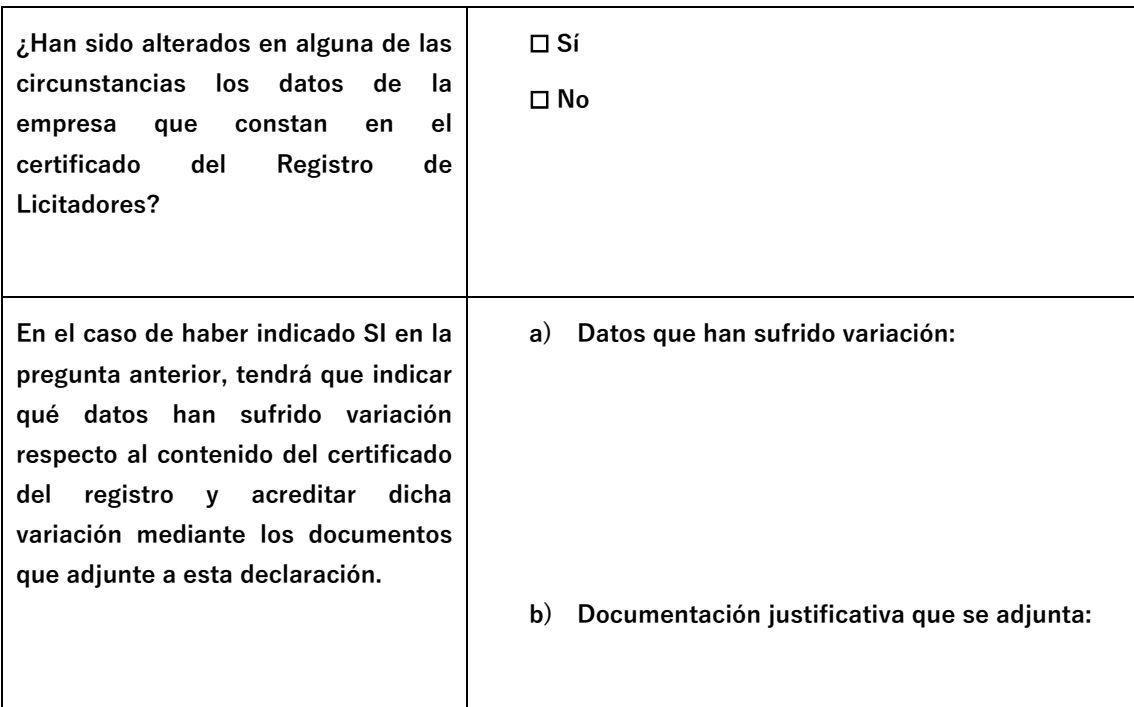 ¿Han sido alterados en alguna de las
circunstancias los datos de la
empresa que constan en el
certificado del Registro de
Licitadores?
☐ Sí
☐ No
En el caso de haber indicado SI en la
pregunta anterior, tendrá que indicar
qué datos han sufrido variación
respecto al contenido del certificado
del registro y acreditar dicha
variación mediante los documentos
que adjunte a esta declaración.
a) Datos que han sufrido variación:
b) Documentación justificativa que se adjunta: